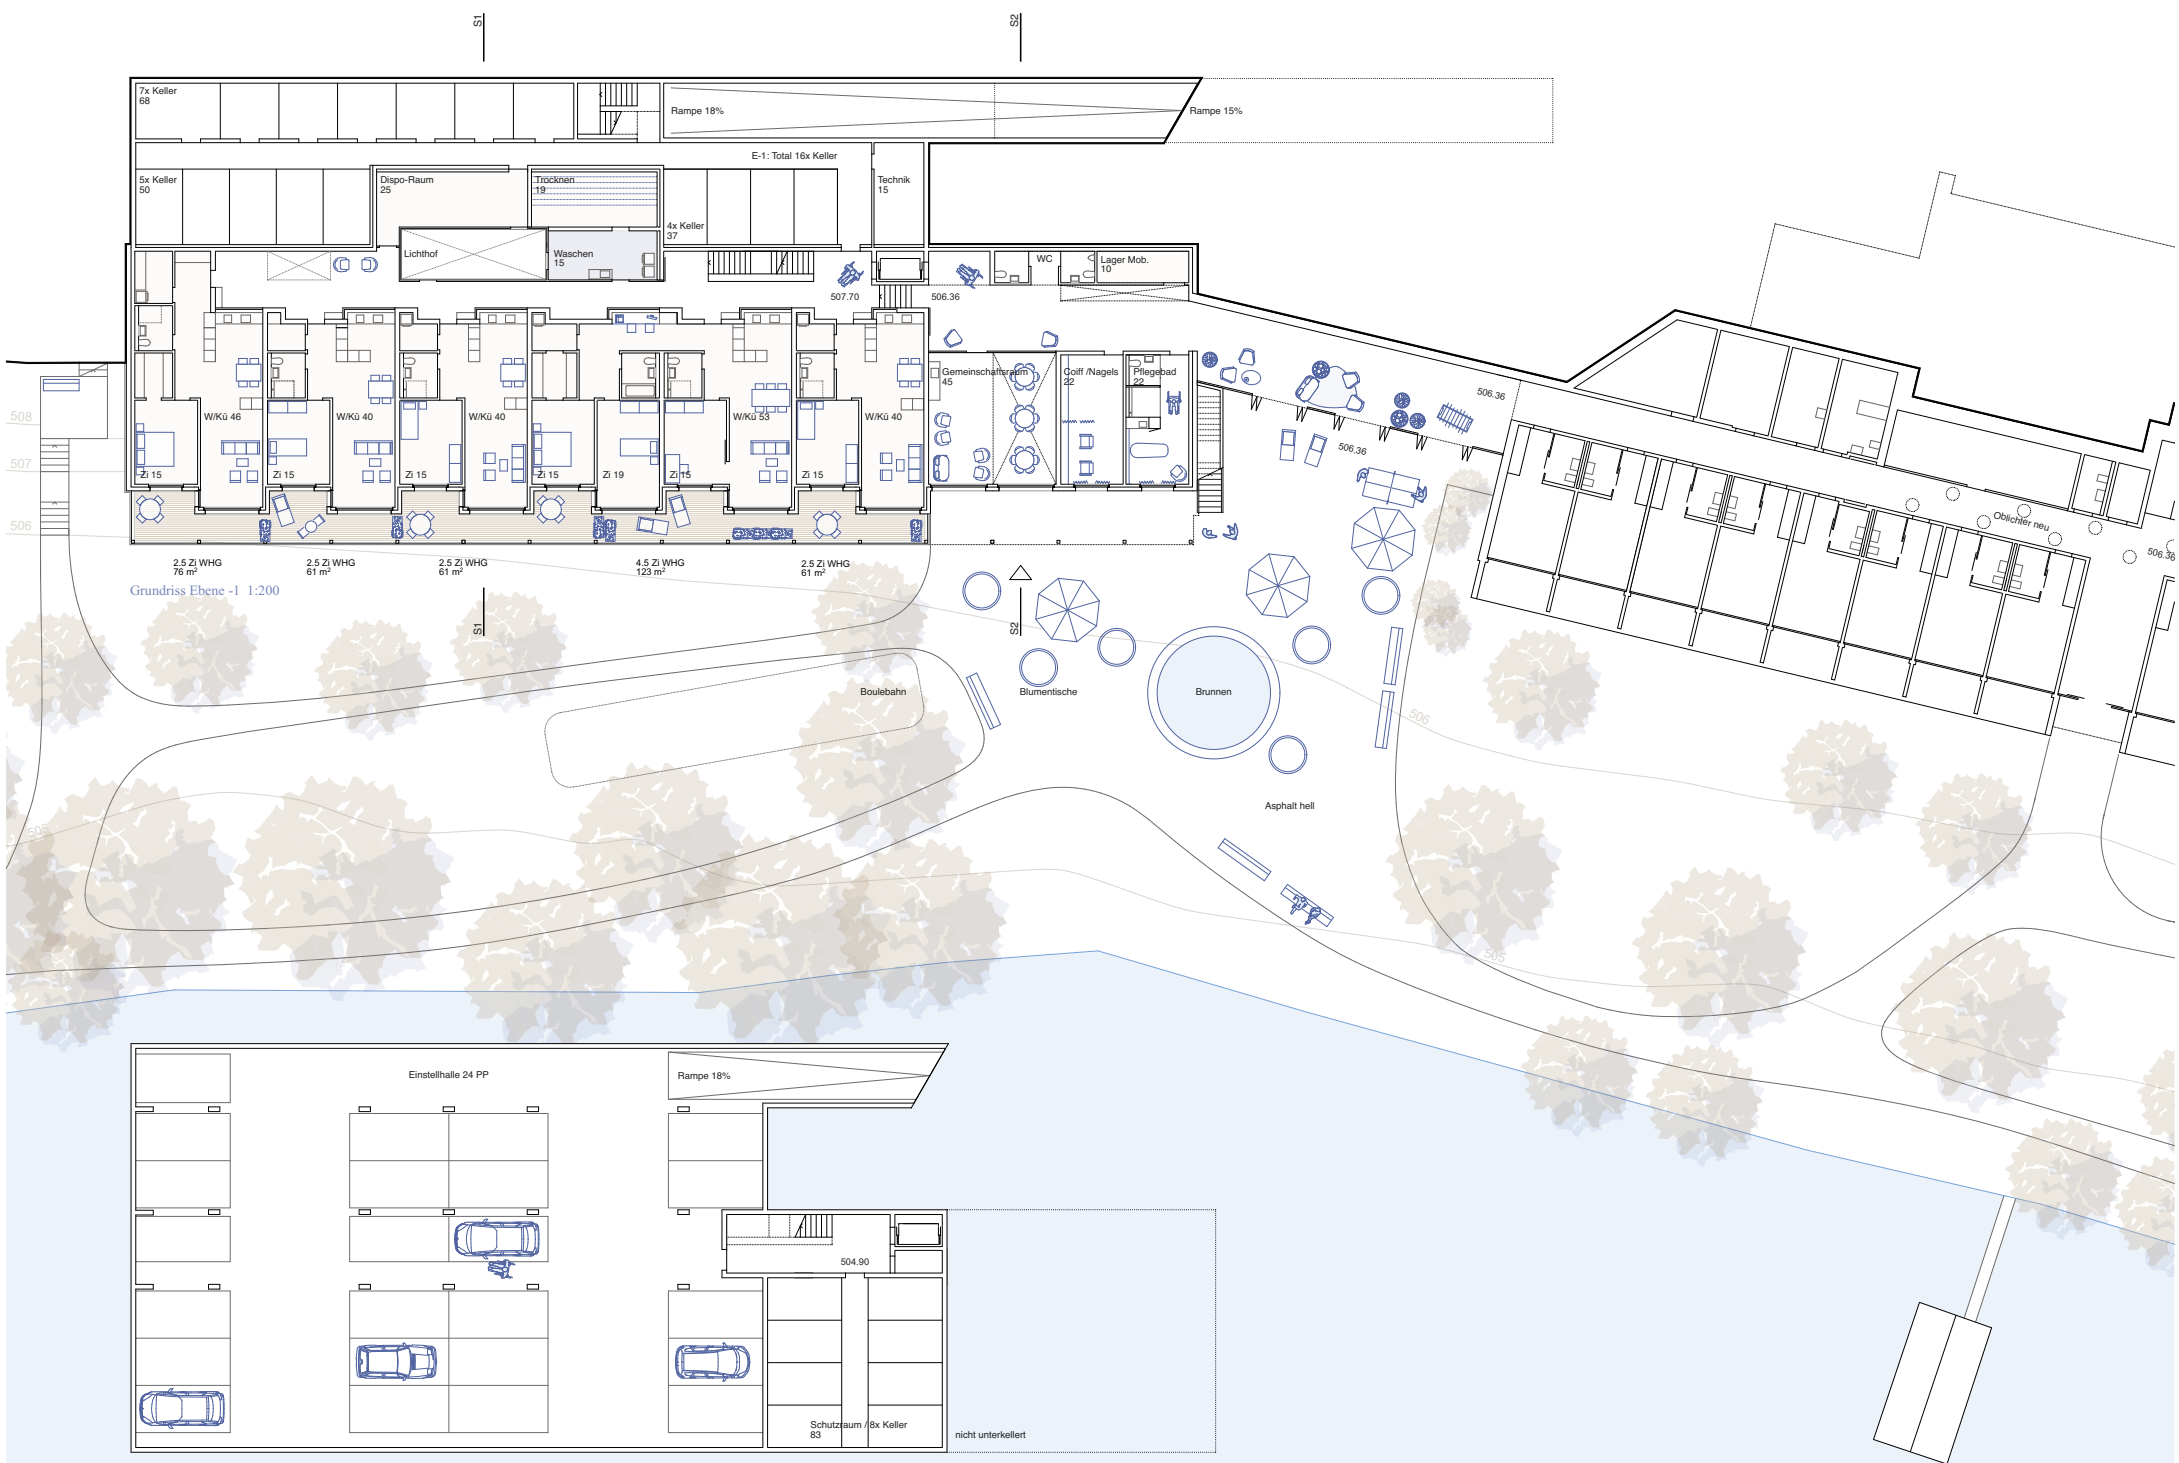 S1
S2
7x Keller
68
Rampe 18%
Rampe 15%
E-1: Total 16x Keller
5x Keller
50
Dispo-Raum
25
Trocknen
19
Technik
15
4x Keller
37
Lichthof
Waschen
15
WC
Lager Mob.
10
507.70
506.36
Gemeinschaftsraum
45
Coiff /Nagels
22
Pflegebad
22
506.36
506.36
W/Kü 46
W/Kü 40
W/Kü 40
W/Kü 53
W/Kü 40
Zi 15
Zi 15
Zi 15
Zi 15
Zi 19
Zi 15
Zi 15
508
507
506
Oblichter neu
506.36
2.5 Zi WHG
76 m²
2.5 Zi WHG
61 m²
2.5 Zi WHG
61 m²
4.5 Zi WHG
123 m²
2.5 Zi WHG
61 m²
Grundriss Ebene -1 1:200
S1
S2
Boulebahn
Blumentische
Brunnen
506
Asphalt hell
505
505
Einstellhalle 24 PP
Rampe 18%
504.90
Schutzraum / 8x Keller
83
nicht unterkellert